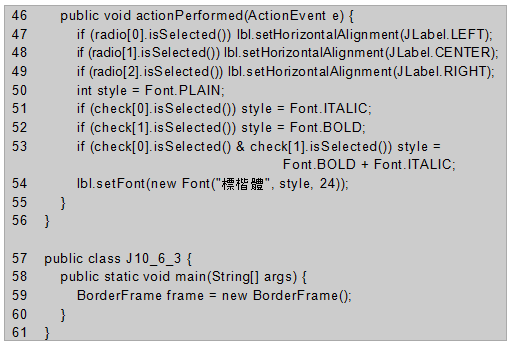 46 public void actionPerformed(ActionEvent e) {
47 if (radio[0].isSelected()) lbl.setHorizontalAlignment(JLabel.LEFT);
48 if (radio[1].isSelected()) lbl.setHorizontalAlignment(JLabel.CENTER);
49 if (radio[2].isSelected()) lbl.setHorizontalAlignment(JLabel.RIGHT);
50 int style = Font.PLAIN;
51 if (check[0].isSelected()) style = Font.ITALIC;
52 if (check[1].isSelected()) style = Font.BOLD;
53 if (check[0].isSelected() & check[1].isSelected()) style =
Font.BOLD + Font.ITALIC;
54 lbl.setFont(new Font("標楷體", style, 24));
55 }
56 }
57 public class J10_6_3 {
58 public static void main(String[] args) {
59 BorderFrame frame = new BorderFrame();
60 }
61 }